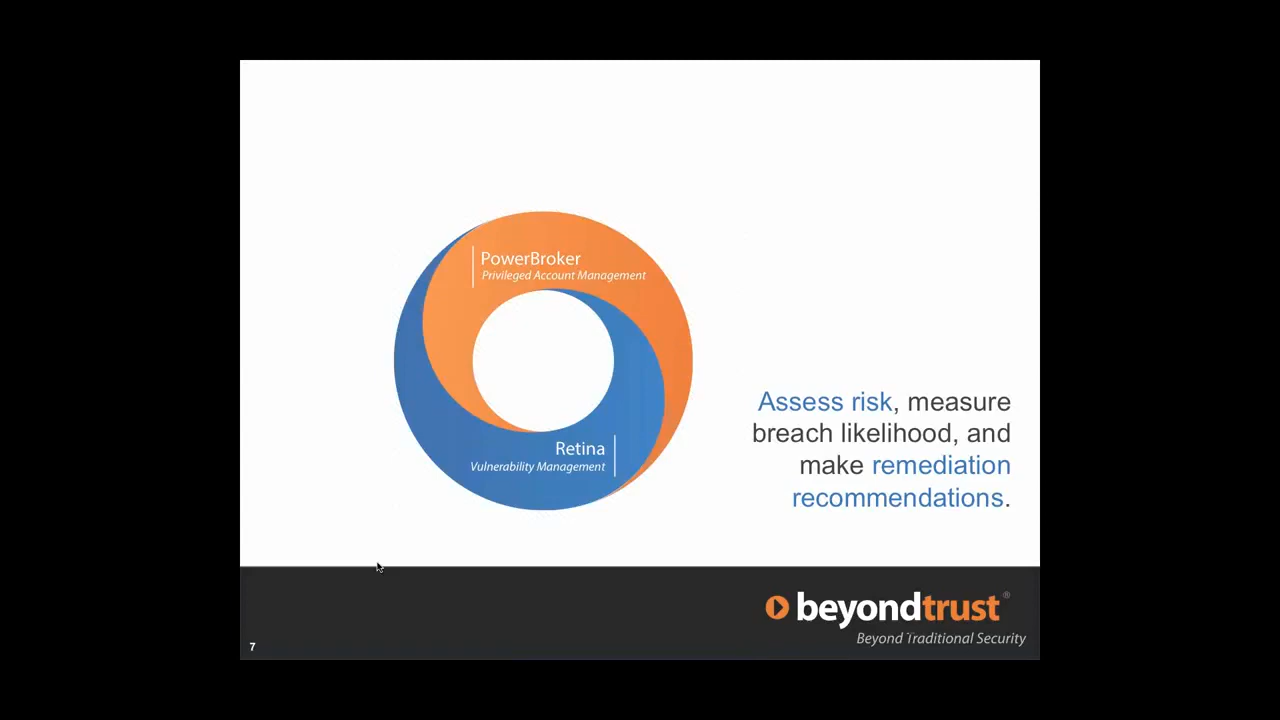 PowerBroker
Privileged Account Management
Retina
Vulnerability Management
Assess risk, measure
breach likelihood, and
make remediation
recommendations.
beyondtrust®
Beyond Traditional Security
7